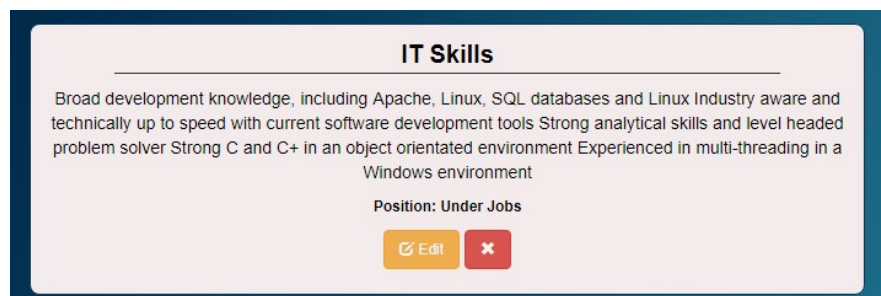 IT Skills
Broad development knowledge, including Apache, Linux, SQL databases and Linux Industry aware and
technically up to speed with current software development tools Strong analytical skills and level headed
problem solver Strong C and C+ in an object orientated environment Experienced in multi-threading in a
Windows environment
Position: Under Jobs
Edit